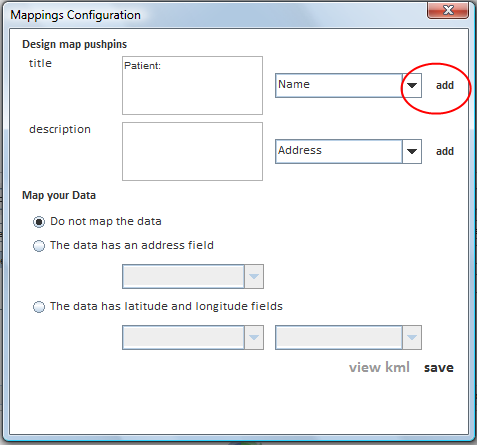 Mappings Configuration
Design map pushpins
title
Patient:
Name
add
description
Address
add
Map your Data
Do not map the data
The data has an address field
The data has latitude and longitude fields
view kml save